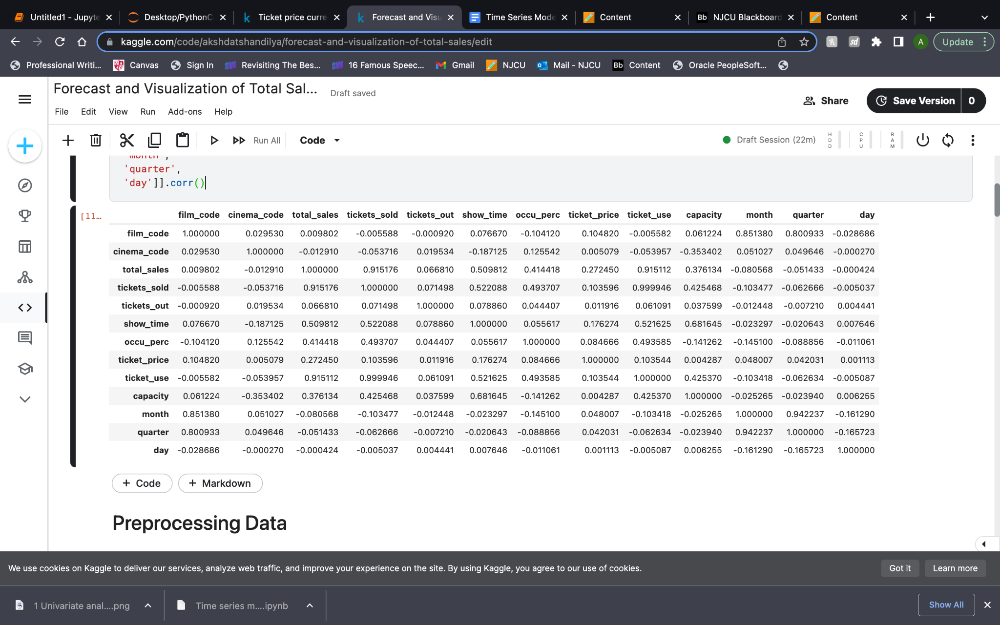 Untitled1 - Jupyte
Desktop/PythonC
Ticket price curre
Forecast and Visu
Time Series Mode
Content
Bb NJCU Blackboard
Content
kaggle.com/code/akshdatshandilya/forecast-and-visualization-of-total-sales/edit
A
Update
Professional Writi...
Canvas
Sign In
SW Revisiting The Bes...
SW 16 Famous Speec...
Gmail
NJCU
Mail - NJCU
Bb Content
Oracle PeopleSoft...
Forecast and Visualization of Total Sal...
Draft saved
File Edit View Run Add-ons Help
Share
Save Version 0
Run All
Code
Draft Session (22m)
HDD
CPU
RAM
'month',
'quarter',
'day']].corr()
[11...
film_code cinema_code total_sales tickets_sold tickets_out show_time occu_perc ticket_price ticket_use capacity month quarter day
film_code 1.000000 0.029530 0.009802 -0.005588 -0.000920 0.076670 -0.104120 0.104820 -0.005582 0.061224 0.851380 0.800933 -0.028686
cinema_code 0.029530 1.000000 -0.012910 -0.053716 0.019534 -0.187125 0.125542 0.005079 -0.053957 -0.353402 0.051027 0.049646 -0.000270
total_sales 0.009802 -0.012910 1.000000 0.915176 0.066810 0.509812 0.414418 0.272450 0.915112 0.376134 -0.080568 -0.051433 -0.000424
tickets_sold -0.005588 -0.053716 0.915176 1.000000 0.071498 0.522088 0.493707 0.103596 0.999946 0.425468 -0.103477 -0.062666 -0.005037
tickets_out -0.000920 0.019534 0.066810 0.071498 1.000000 0.078860 0.044407 0.011916 0.061091 0.037599 -0.012448 -0.007210 0.004441
show_time 0.076670 -0.187125 0.509812 0.522088 0.078860 1.000000 0.055617 0.176274 0.521625 0.681645 -0.023297 -0.020643 0.007646
occu_perc -0.104120 0.125542 0.414418 0.493707 0.044407 0.055617 1.000000 0.084666 0.493585 -0.141262 -0.145100 -0.088856 -0.011061
ticket_price 0.104820 0.005079 0.272450 0.103596 0.011916 0.176274 0.084666 1.000000 0.103544 0.004287 0.048007 0.042031 0.001113
ticket_use -0.005582 -0.053957 0.915112 0.999946 0.061091 0.521625 0.493585 0.103544 1.000000 0.425370 -0.103418 -0.062634 -0.005087
capacity 0.061224 -0.353402 0.376134 0.425468 0.037599 0.681645 -0.141262 0.004287 0.425370 1.000000 -0.025265 -0.023940 0.006255
month 0.851380 0.051027 -0.080568 -0.103477 -0.012448 -0.023297 -0.145100 0.048007 -0.103418 -0.025265 1.000000 0.942237 -0.161290
quarter 0.800933 0.049646 -0.051433 -0.062666 -0.007210 -0.020643 -0.088856 0.042031 -0.062634 -0.023940 0.942237 1.000000 -0.165723
day -0.028686 -0.000270 -0.000424 -0.005037 0.004441 0.007646 -0.011061 0.001113 -0.005087 0.006255 -0.161290 -0.165723 1.000000
+ Code
+ Markdown
Preprocessing Data
We use cookies on Kaggle to deliver our services, analyze web traffic, and improve your experience on the site. By using Kaggle, you agree to our use of cookies.
Got it
Learn more
1 Univariate anal....png
Time series m....ipynb
Show All